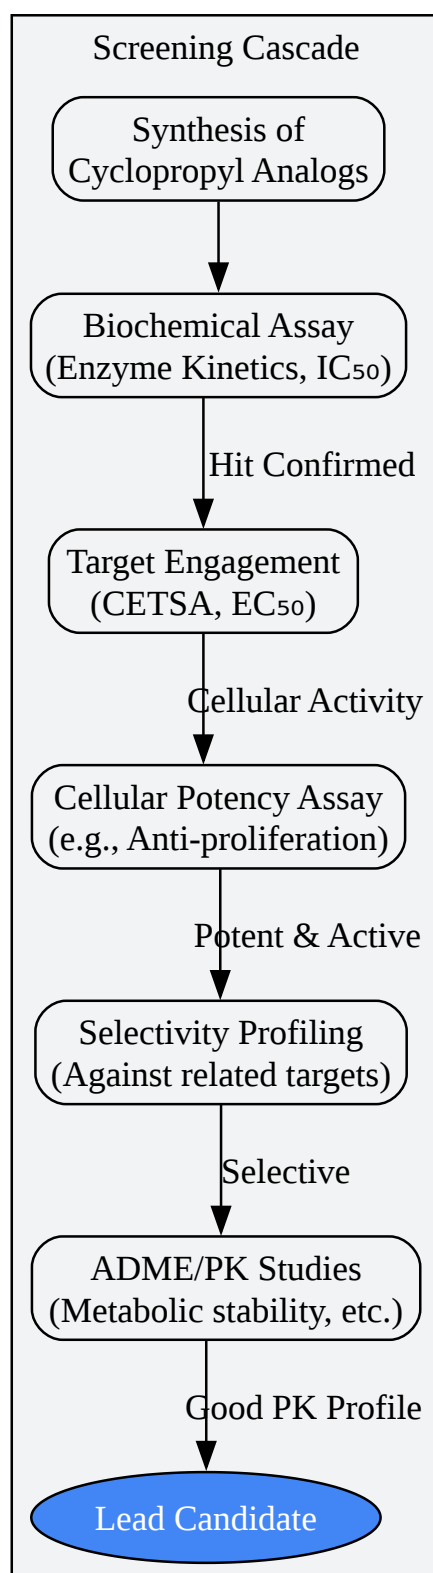 Screening Cascade
Synthesis of
Cyclopropyl Analogs
Biochemical Assay
(Enzyme Kinetics, IC₅₀)
Hit Confirmed
Target Engagement
(CETSA, EC₅₀)
Cellular Activity
Cellular Potency Assay
(e.g., Anti-proliferation)
Potent & Active
Selectivity Profiling
(Against related targets)
Selective
ADME/PK Studies
(Metabolic stability, etc.)
Good PK Profile
Lead Candidate